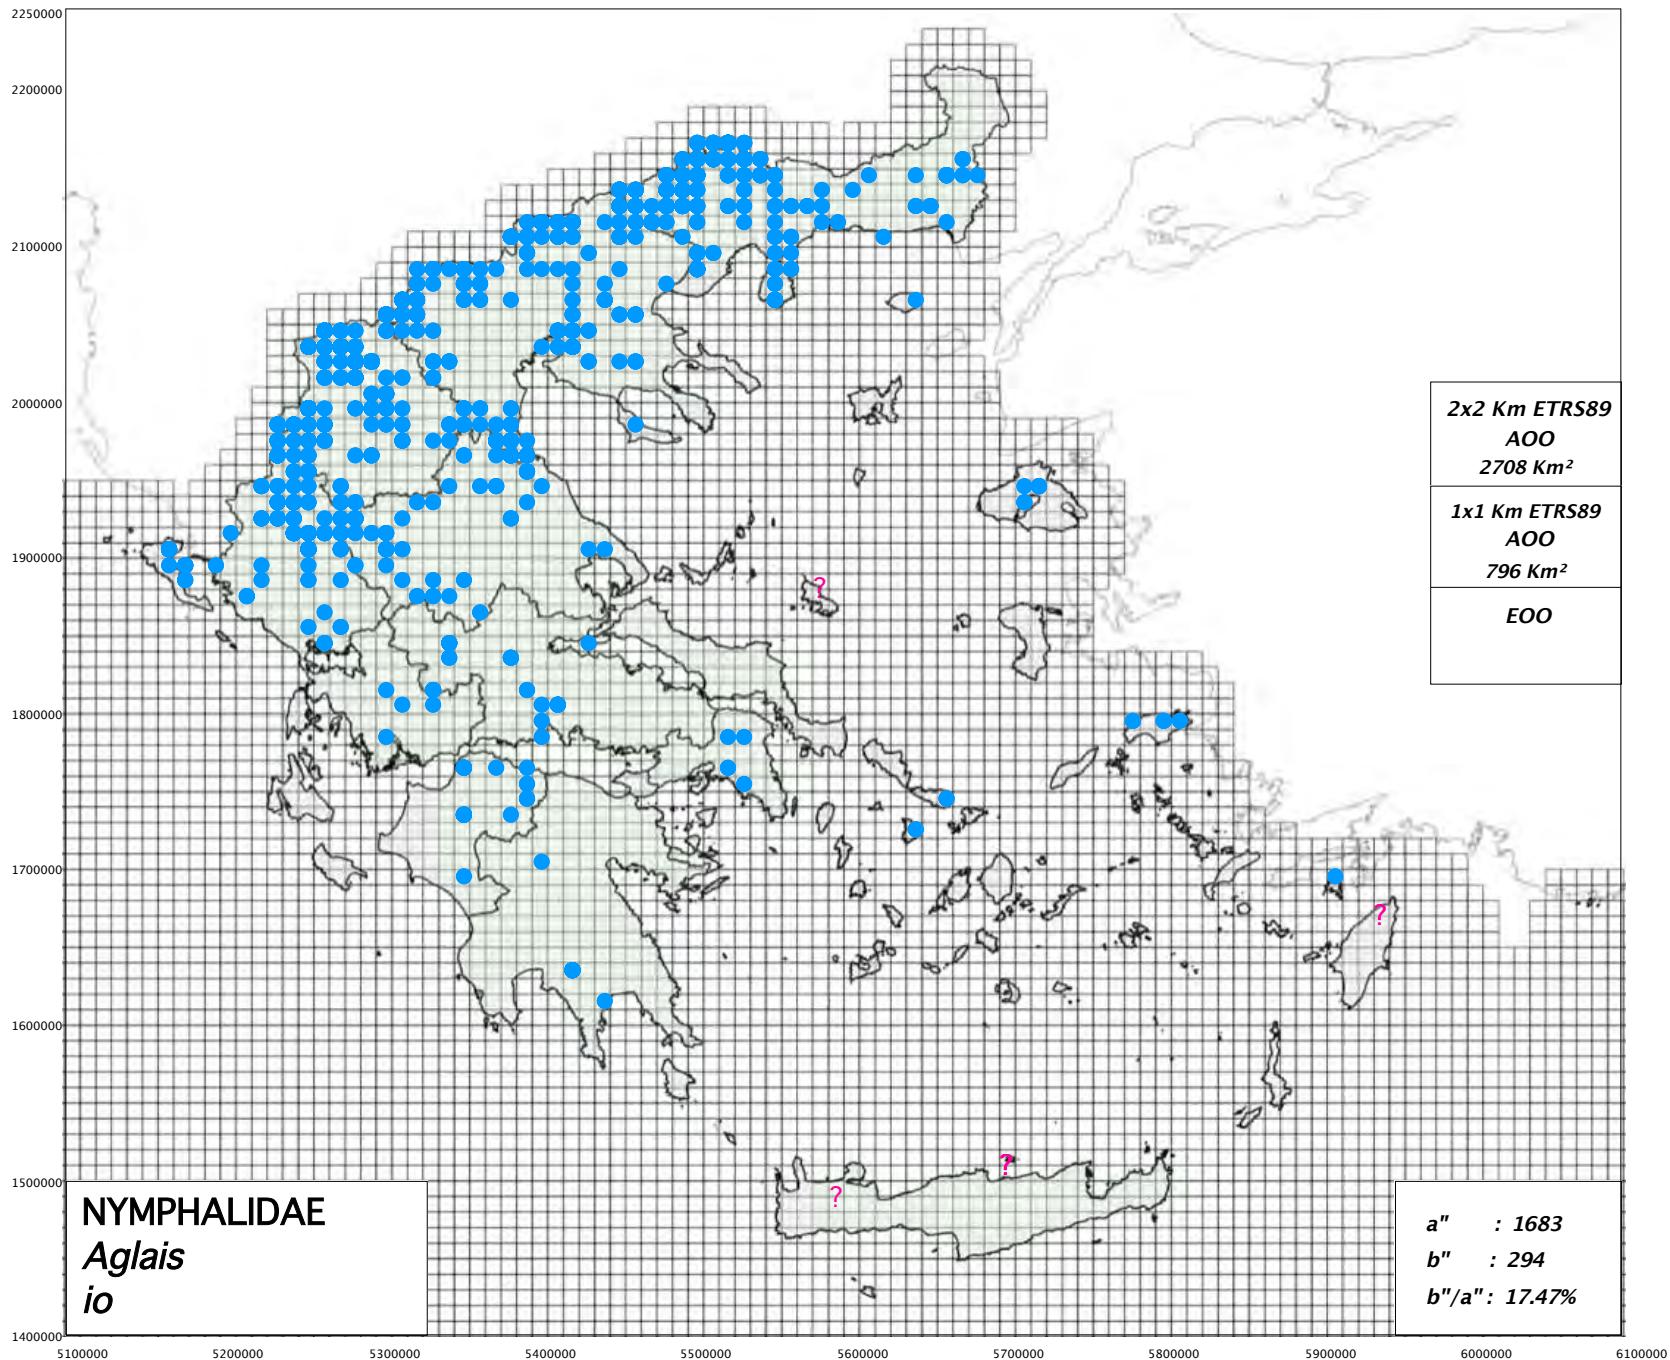 2250000
2200000
2100000
2000000
1900000
1800000
1700000
1600000
1500000
1400000
5100000 5200000 5300000 5400000 5500000 5600000 5700000 5800000 5900000 6000000 6100000
2x2 Km ETRS89
AOO
2708 Km²
1x1 Km ETRS89
AOO
796 Km²
EOO
?
?
?
?
NYMPHALIDAE
Aglais
io
a" : 1683
b" : 294
b"/a" : 17.47%